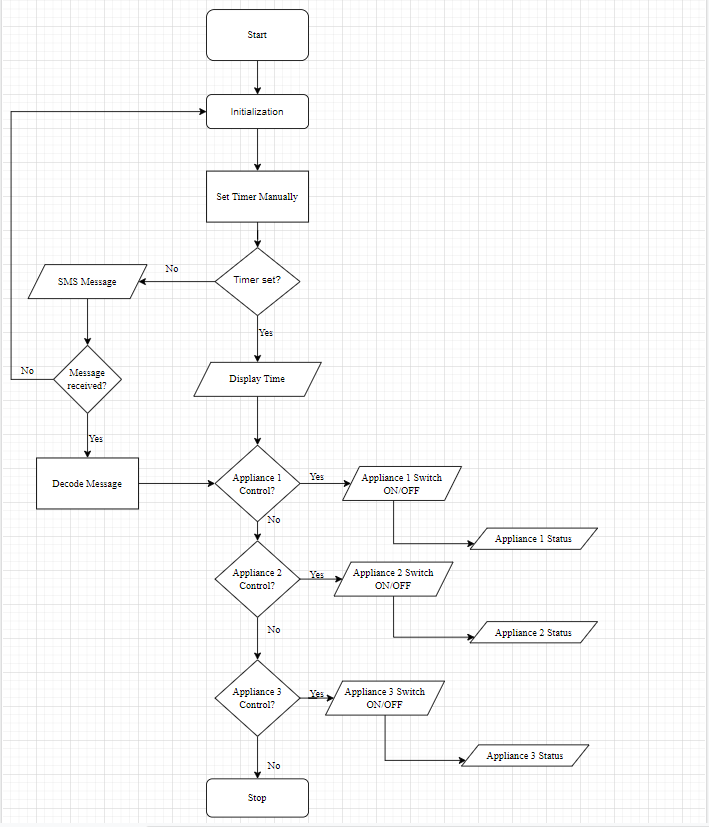 Start
Initialization
Set Timer Manually
SMS Message
No
Timer set?
Yes
No
Message
received?
Display Time
Yes
Decode Message
Appliance 1
Control?
Yes
Appliance 1 Switch
ON/OFF
No
Appliance 1 Status
Appliance 2
Control?
Yes
Appliance 2 Switch
ON/OFF
No
Appliance 2 Status
Appliance 3
Control?
Yes
Appliance 3 Switch
ON/OFF
No
Appliance 3 Status
Stop